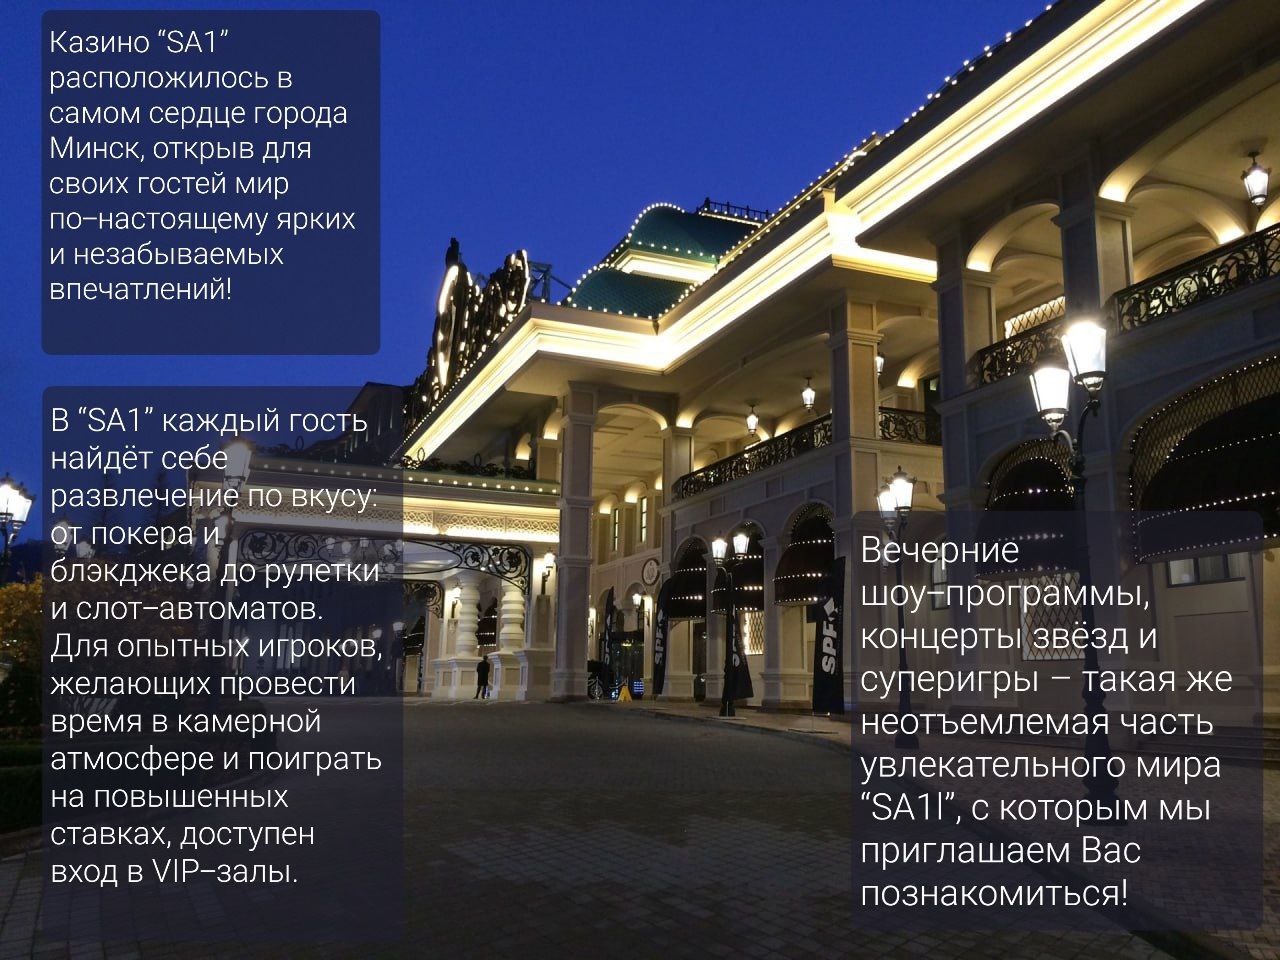 Казино “SA1”
расположилось в
самом сердце города
Минск, открыв для
своих гостей мир
по–настоящему ярких
и незабываемых
впечатлений!
В “SA1” каждый гость
найдёт себе
развлечение по вкусу:
от покера и
блэкджека до рулетки
и слот–автоматов.
Для опытных игроков,
желающих провести
время в камерной
атмосфере и поиграть
на повышенных
ставках, доступен
вход в VIP–залы.
Вечерние
шоу–программы,
концерты звёзд и
суперигры – такая же
неотъемлемая часть
увлекательного мира
“SA1l”, с которым мы
приглашаем Вас
познакомиться!